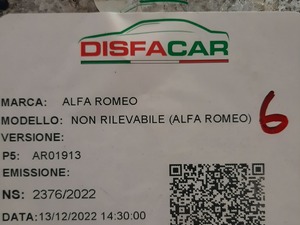 DISFACAR
MARCA: ALFA ROMEO
MODELLO: NON RILEVABILE (ALFA ROMEO) 6
VERSIONE:
P5: AR01913
EMISSIONE:
NS: 2376/2022
DATA:13/12/2022 14:30:00